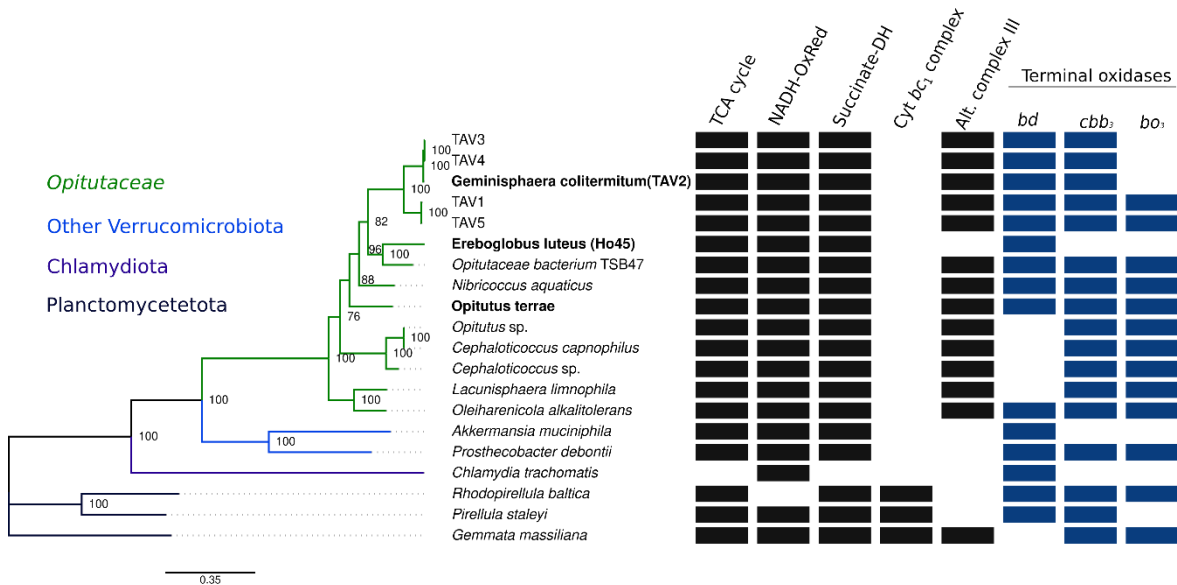 TCA cycle
NADH-OxRed
Succinate-DH
Cyt bc₁ complex
Alt. complex III
Terminal oxidases
bd
cbb₃
bo₃
Opitutaceae
Other Verrucomicrobiota
Chlamydiota
Planctomycetetota
TAV3
100
TAV4
100
Geminisphaera colitermitum(TAV2)
100
TAV1
100
TAV5
82
Ereboglobus luteus (Ho45)
96
100
Opitutaceae bacterium TSB47
88
Nibricoccus aquaticus
Opitutus terrae
76
Opitutus sp.
100
Cephaloticoccus capnophilus
100
100
Cephaloticoccus sp.
Lacunisphaera limnophila
100
Oleiharenicola alkalitolerans
100
Akkermansia muciniphila
100
100
Prosthecobacter debontii
Chlamydia trachomatis
Rhodopirellula baltica
100
Pirellula staleyi
Gemmata massiliana
0.35